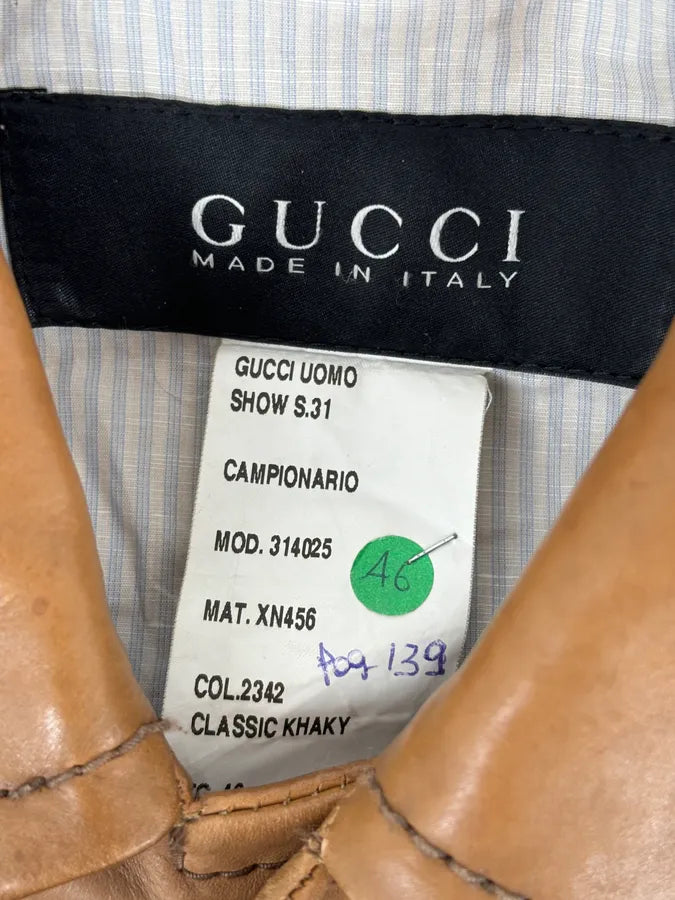 GUCCI
MADE IN ITALY
GUCCI UOMO
SHOW S.31
CAMPIONARIO
MOD. 314025
46
MAT. XN456
Pog 139
COL.2342
CLASSIC KHAKY